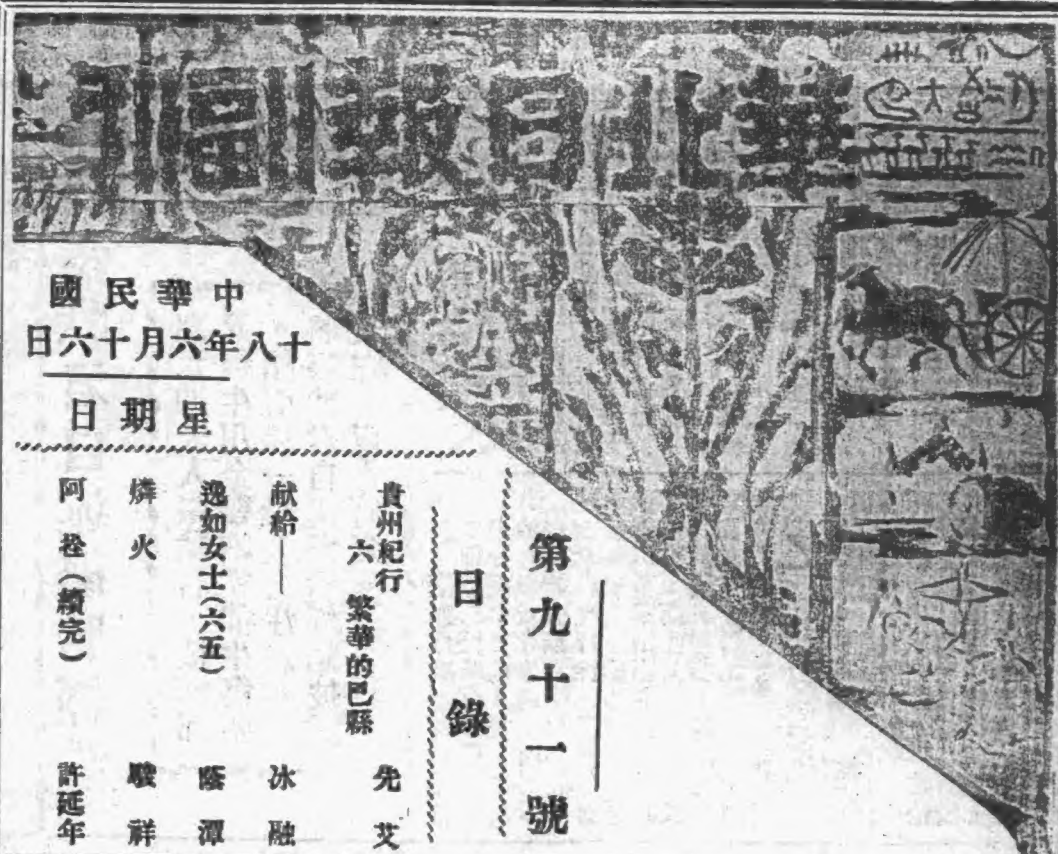 華北日報副刊
中華民國
十八年六月十六日
星期日
第九十一號
目錄
貴州紀行
六 繁華的巴縣 先艾
献給—— 冰融
逸如女士(六五) 蔭潭
燐火 駿祥
阿栓(續完) 許延年